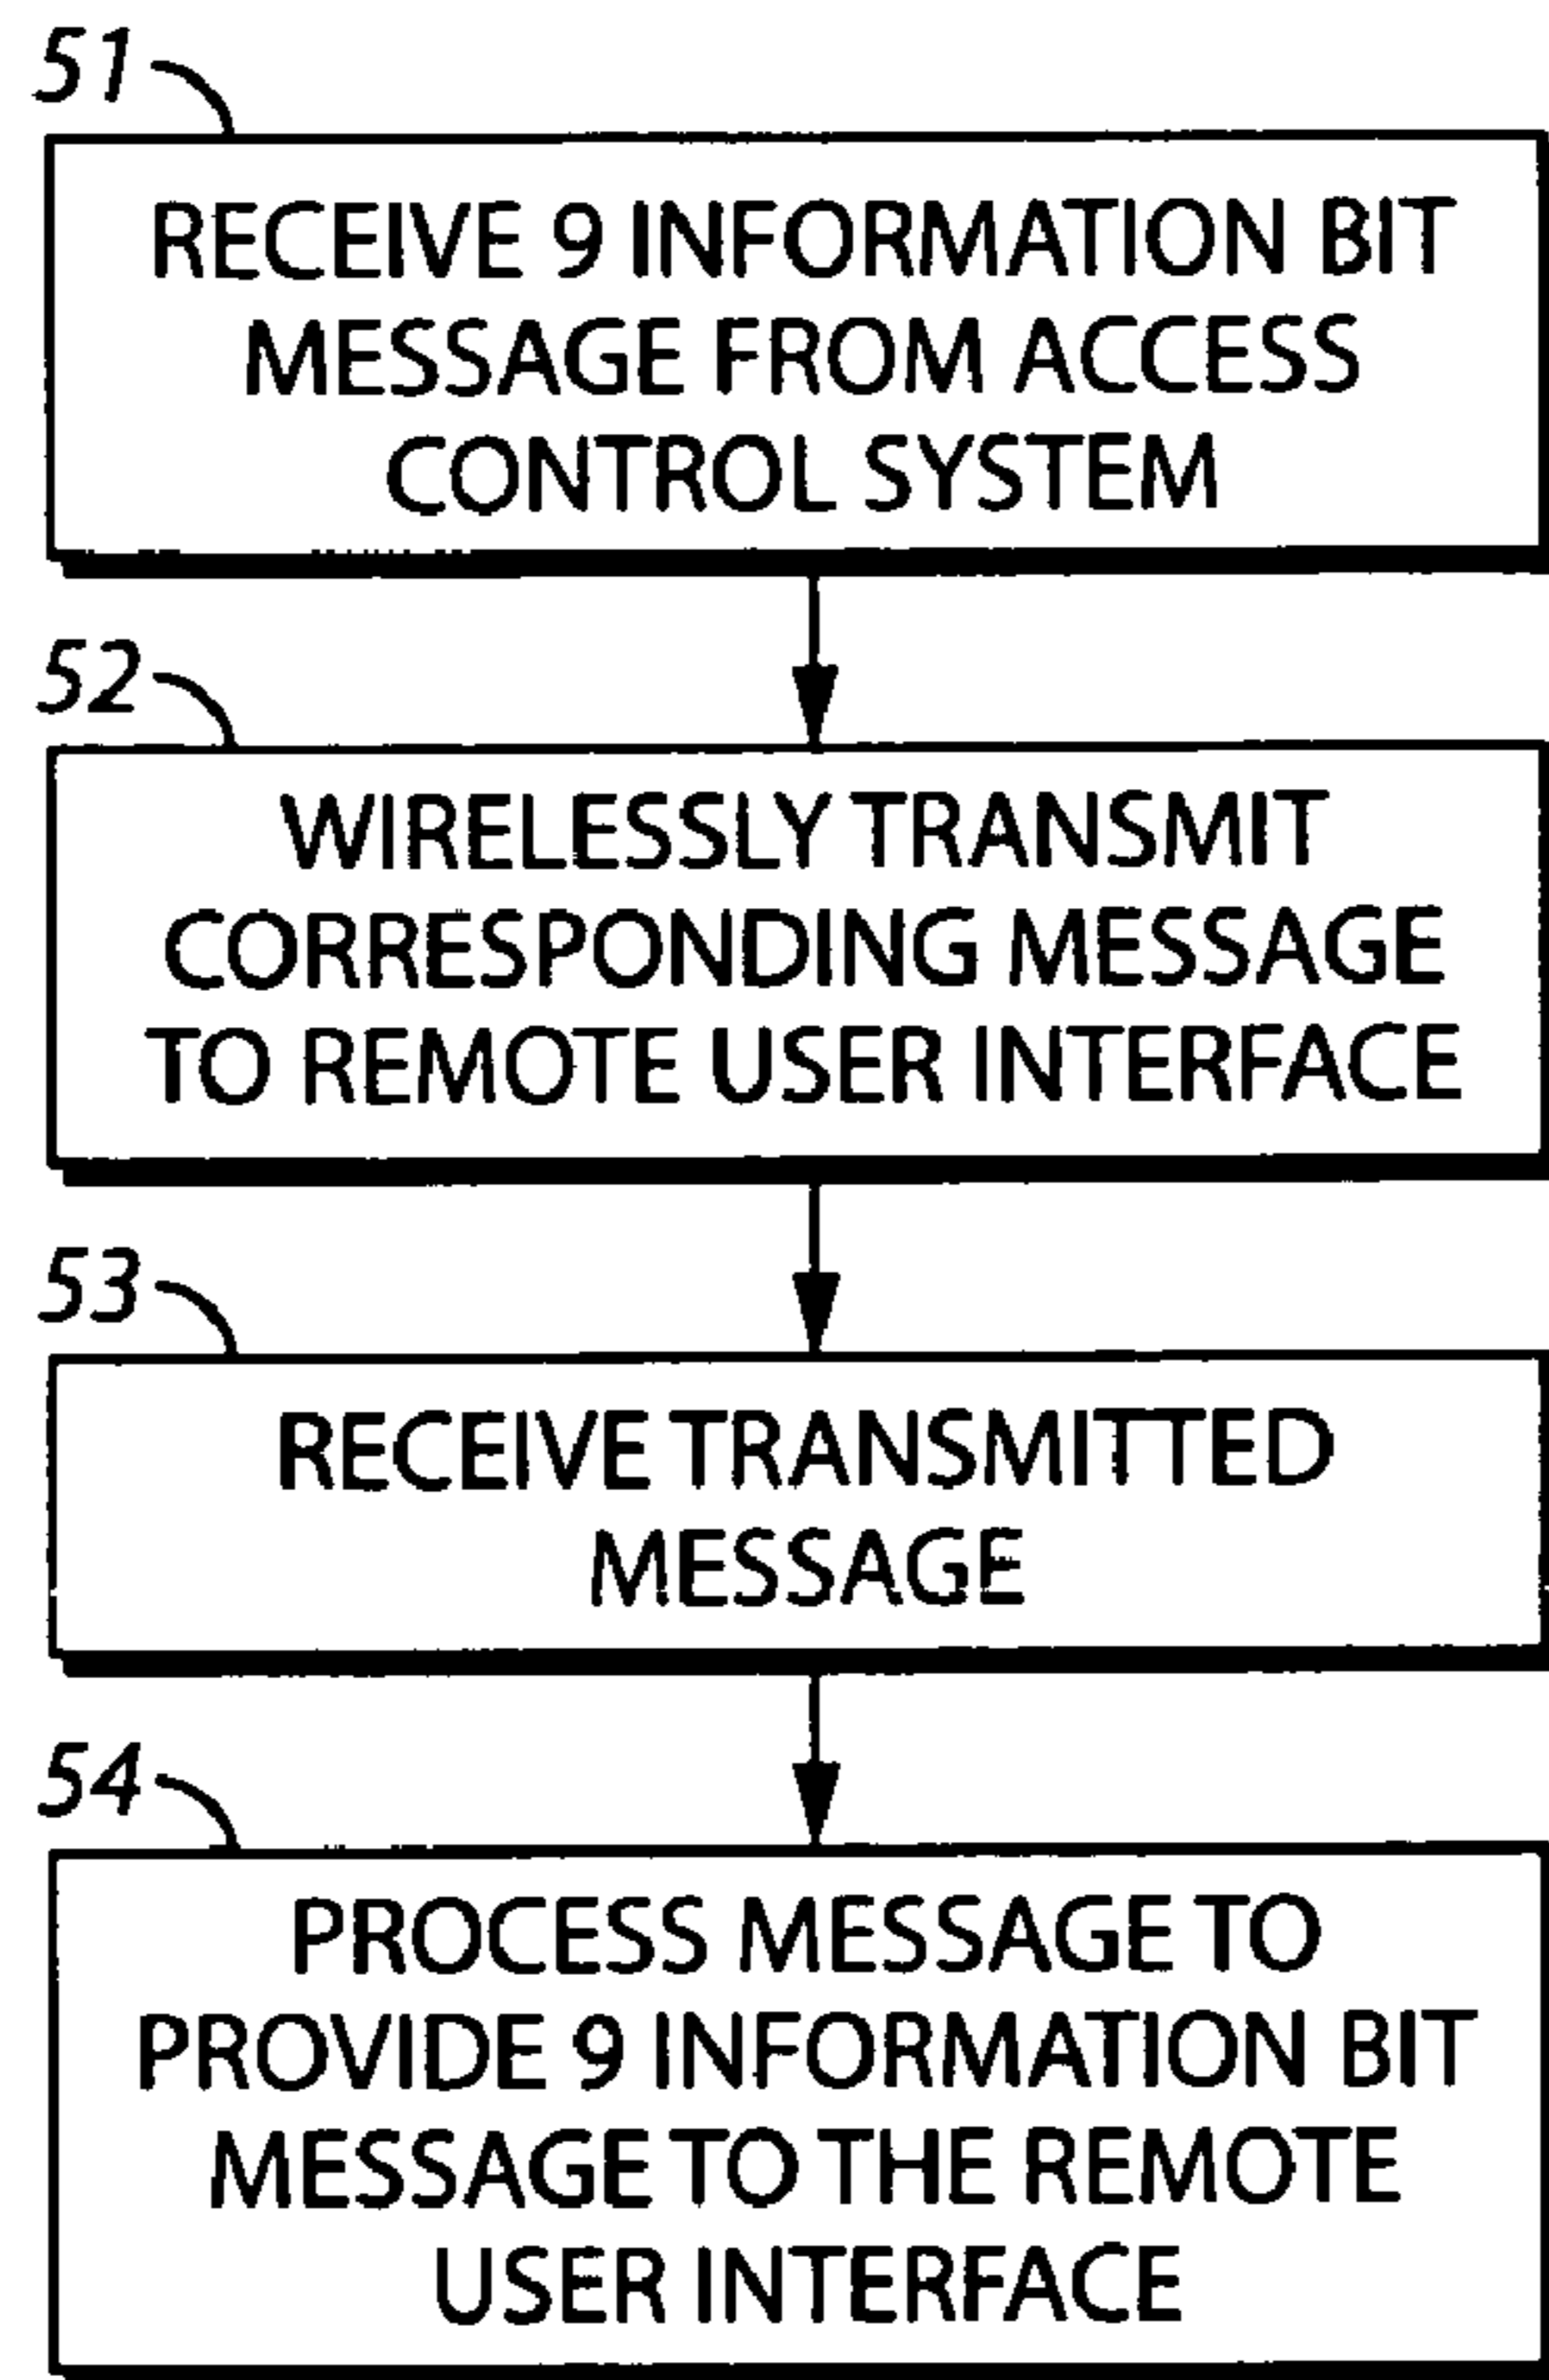 51
RECEIVE 9 INFORMATION BIT
MESSAGE FROM ACCESS
CONTROL SYSTEM
52
WIRELESSLY TRANSMIT
CORRESPONDING MESSAGE
TO REMOTE USER INTERFACE
53
RECEIVE TRANSMITTED
MESSAGE
54
PROCESS MESSAGE TO
PROVIDE 9 INFORMATION BIT
MESSAGE TO THE REMOTE
USER INTERFACE